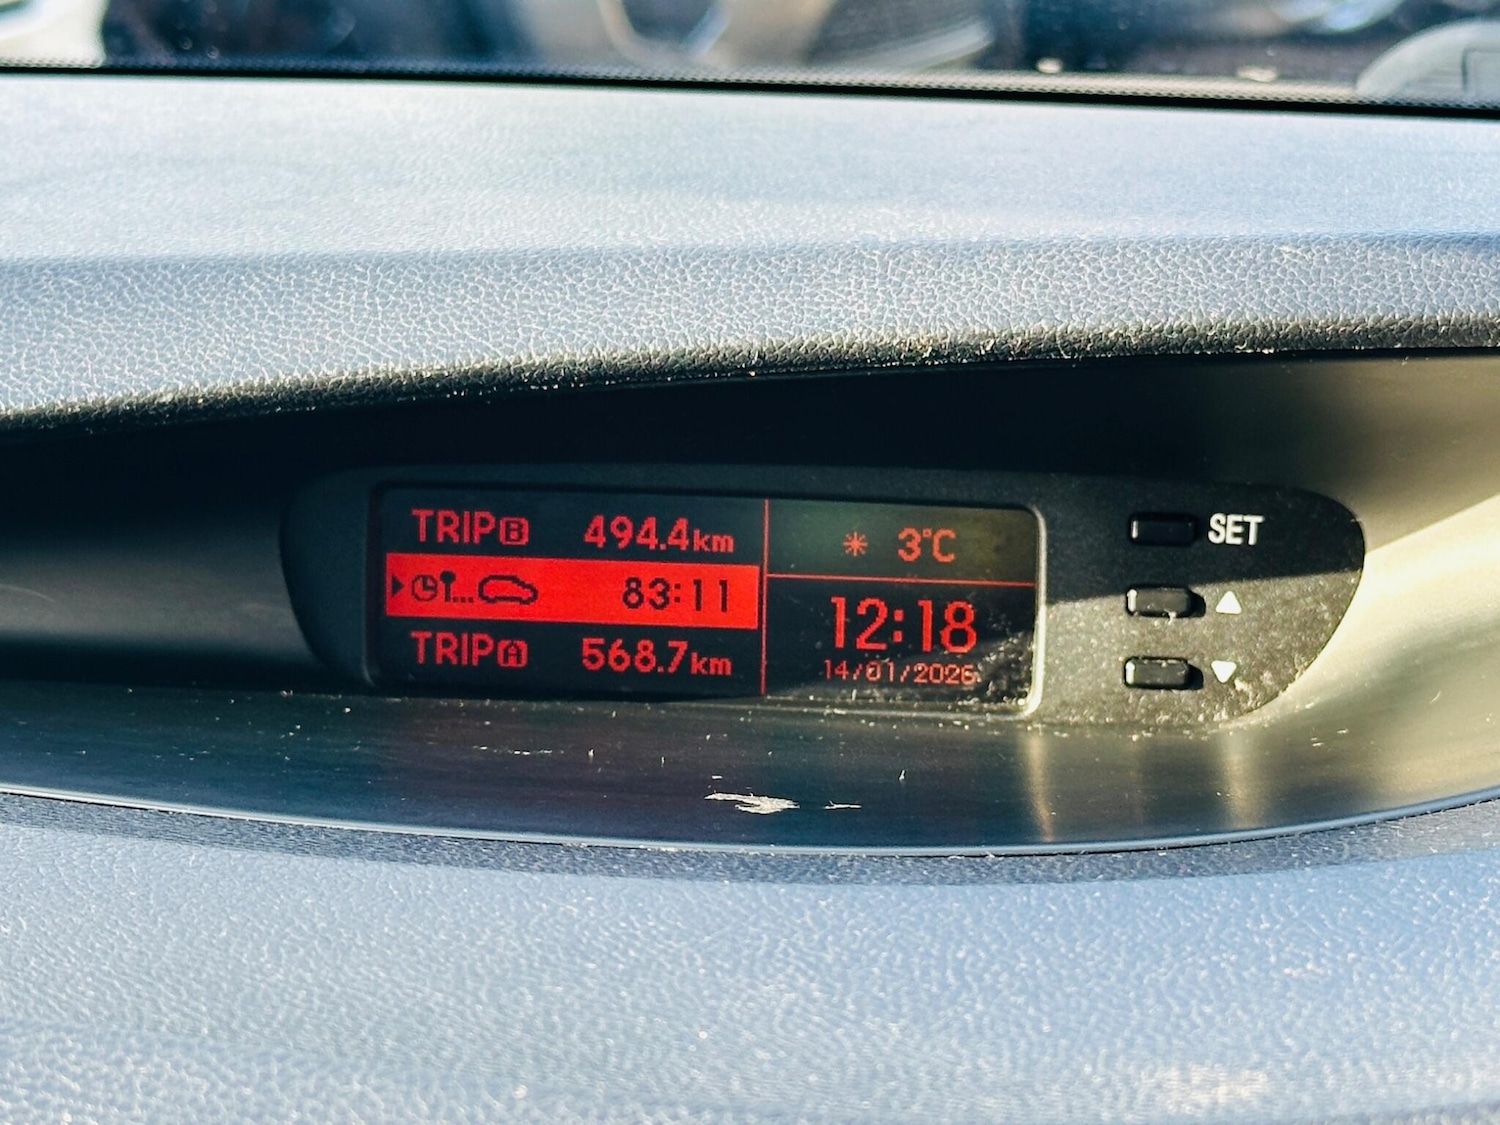 TRIP B 494.4km
83:11
TRIP A 568.7km
3°C
12:18
14/01/2026
SET